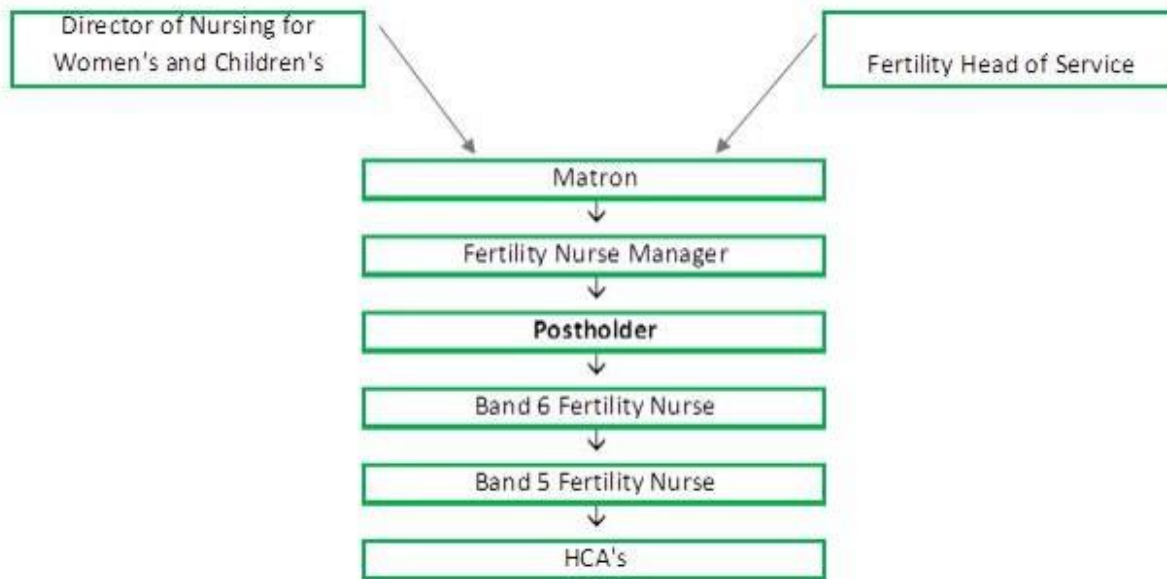 Director of Nursing for
Women's and Children's
Fertility Head of Service
Matron
Fertility Nurse Manager
Postholder
Band 6 Fertility Nurse
Band 5 Fertility Nurse
HCA's